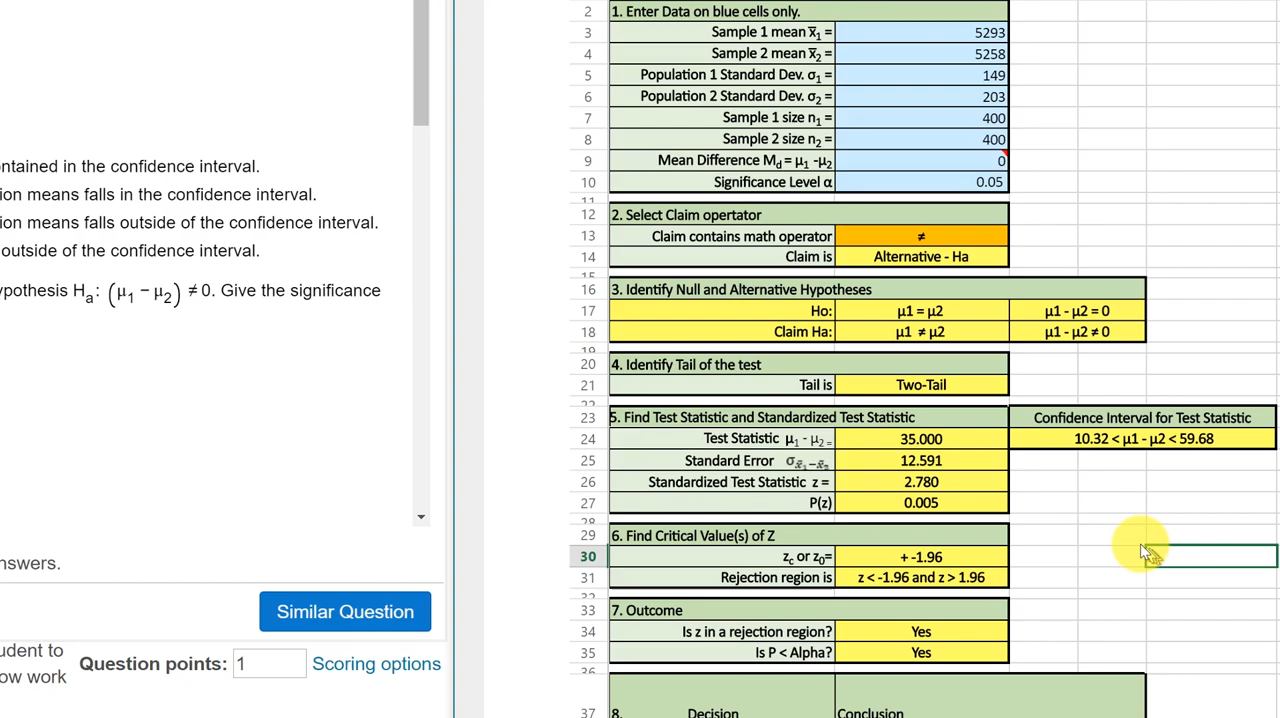 ntained in the confidence interval.
ion means falls in the confidence interval.
ion means falls outside of the confidence interval.
outside of the confidence interval.
ypothesis Ha: (μ1 − μ2) ≠ 0. Give the significance
nswers.
Similar Question
udent to
ow work
Question points: 1 Scoring options
2 1. Enter Data on blue cells only.
3 Sample 1 mean x̅1 = 5293
4 Sample 2 mean x̅2 = 5258
5 Population 1 Standard Dev. σ1 = 149
6 Population 2 Standard Dev. σ2 = 203
7 Sample 1 size n1 = 400
8 Sample 2 size n2 = 400
9 Mean Difference Md = μ1 -μ2 0
10 Significance Level α 0.05
11
12 2. Select Claim opertator
13 Claim contains math operator ≠
14 Claim is Alternative - Ha
15
16 3. Identify Null and Alternative Hypotheses
17 Ho: μ1 = μ2 μ1 - μ2 = 0
18 Claim Ha: μ1 ≠ μ2 μ1 - μ2 ≠ 0
19
20 4. Identify Tail of the test
21 Tail is Two-Tail
22
23 5. Find Test Statistic and Standardized Test Statistic Confidence Interval for Test Statistic
24 Test Statistic μ1 - μ2 = 35.000 10.32 < μ1 - μ2 < 59.68
25 Standard Error σx̅1−x̅2 12.591
26 Standardized Test Statistic z = 2.780
27 P(z) 0.005
28
29 6. Find Critical Value(s) of Z
30 zc or z0= + -1.96
31 Rejection region is z < -1.96 and z > 1.96
32
33 7. Outcome
34 Is z in a rejection region? Yes
35 Is P < Alpha? Yes
36
37 8. Decision Conclusion